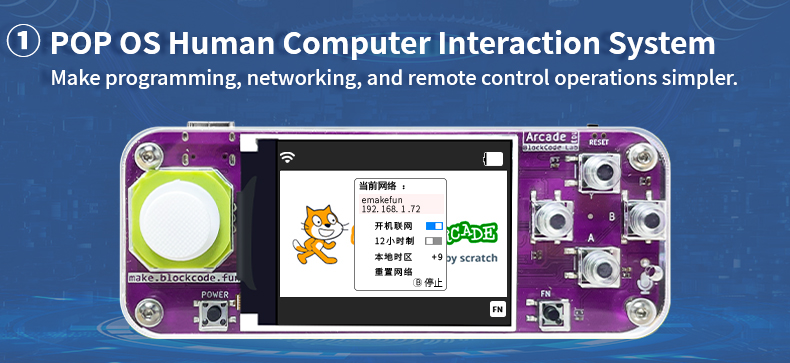 ① POP OS Human Computer Interaction System
Make programming, networking, and remote control operations simpler.
Arcade
BlockCode Lab
RESET
当前网络 :
emakefun
192. 168. 1 .72
Y
开机联网
B
12小时制
RCADE
A
本地时区 +9
by scratch
make.blockcode.fun
重置网络
Ⓑ 停止
POWER
FN
FN